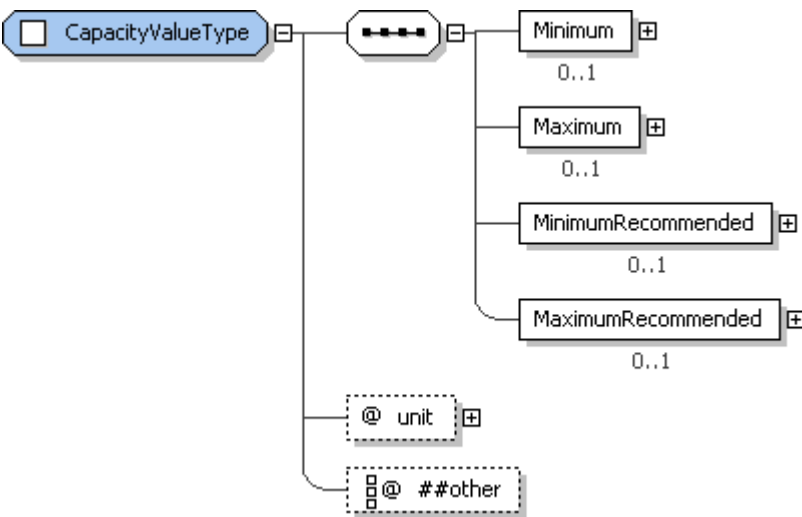 CapacityValueType
Minimum
0..1
Maximum
0..1
MinimumRecommended
0..1
MaximumRecommended
0..1
@ unit
@ ##other